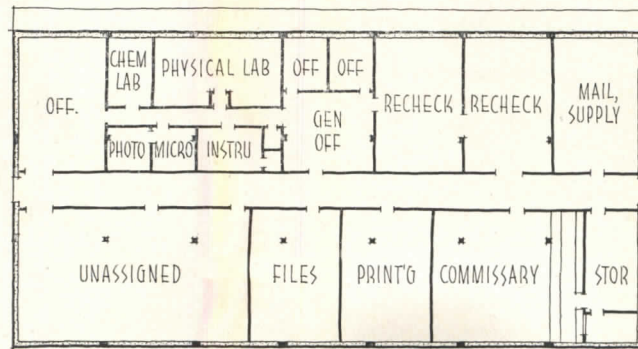 CHEM
LAB
PHYSICAL LAB
OFF
OFF
OFF.
GEN
OFF
RECHECK
RECHECK
MAIL,
SUPPLY
PHOTO
MICRO
INSTRU
UNASSIGNED
FILES
PRINT'G
COMMISSARY
STOR